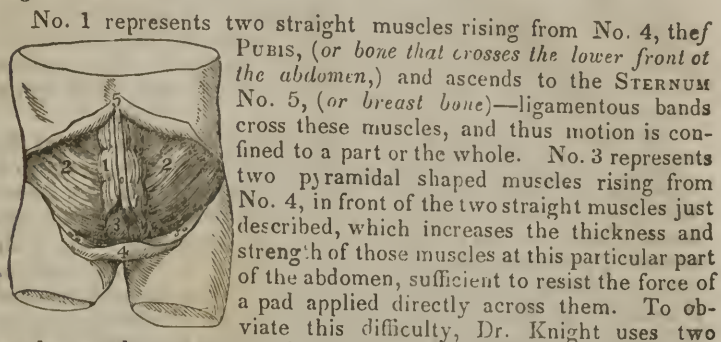 No. 1 represents two straight muscles rising from No. 4, thef
PUBIS, (or bone that crosses the lower front ot
the abdomen,) and ascends to the STERNUM
No. 5, (or breast bone)—ligamentous bands
cross these muscles, and thus motion is con-
fined to a part or the whole. No. 3 represents
two pyramidal shaped muscles rising from
No. 4, in front of the two straight muscles just
described, which increases the thickness and
strength of those muscles at this particular part
of the abdomen, sufficient to resist the force of
a pad applied directly across them. To ob-
viate this difficulty, Dr. Knight uses two
5
2 1 2
3
4